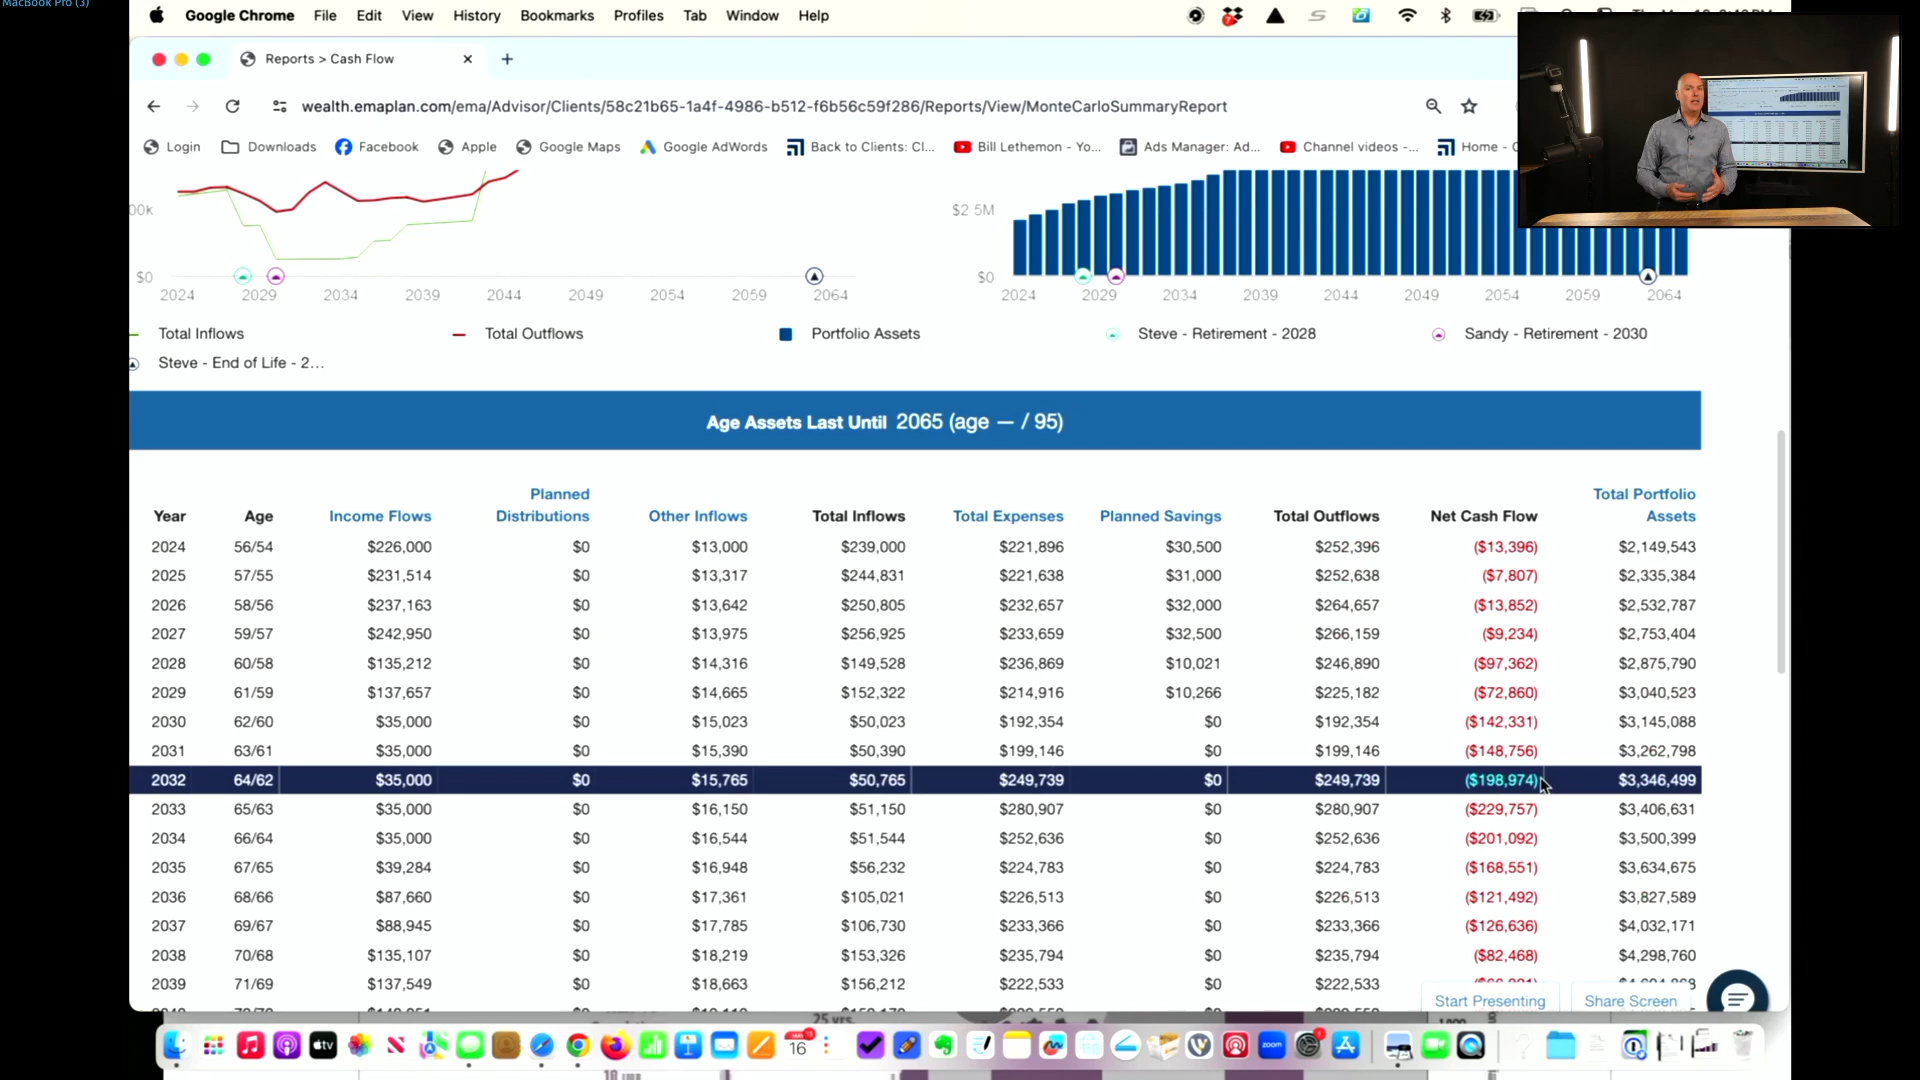 MacBook Pro (3)
Google Chrome File Edit View History Bookmarks Profiles Tab Window Help
Reports > Cash Flow
wealth.emaplan.com/ema/Advisor/Clients/58c21b65-1a4f-4986-b512-f6b56c59f286/Reports/View/MonteCarloSummaryReport
Login Downloads Facebook Apple Google Maps Google AdWords Back to Clients: Cl... Bill Lethemon - Yo... Ads Manager: Ad... Channel videos -... Home -
00k $2 5M
$0 $0
2024 2029 2034 2039 2044 2049 2054 2059 2064 2024 2029 2034 2039 2044 2049 2054 2059 2064
Total Inflows Total Outflows Portfolio Assets Steve - Retirement - 2028 Sandy - Retirement - 2030
Steve - End of Life - 2...
Age Assets Last Until 2065 (age — / 95)
Planned Total Portfolio
Year Age Income Flows Distributions Other Inflows Total Inflows Total Expenses Planned Savings Total Outflows Net Cash Flow Assets
2024 56/54 $226,000 $0 $13,000 $239,000 $221,896 $30,500 $252,396 ($13,396) $2,149,543
2025 57/55 $231,514 $0 $13,317 $244,831 $221,638 $31,000 $252,638 ($7,807) $2,335,384
2026 58/56 $237,163 $0 $13,642 $250,805 $232,657 $32,000 $264,657 ($13,852) $2,532,787
2027 59/57 $242,950 $0 $13,975 $256,925 $233,659 $32,500 $266,159 ($9,234) $2,753,404
2028 60/58 $135,212 $0 $14,316 $149,528 $236,869 $10,021 $246,890 ($97,362) $2,875,790
2029 61/59 $137,657 $0 $14,665 $152,322 $214,916 $10,266 $225,182 ($72,860) $3,040,523
2030 62/60 $35,000 $0 $15,023 $50,023 $192,354 $0 $192,354 ($142,331) $3,145,088
2031 63/61 $35,000 $0 $15,390 $50,390 $199,146 $0 $199,146 ($148,756) $3,262,798
2032 64/62 $35,000 $0 $15,765 $50,765 $249,739 $0 $249,739 ($198,974) $3,346,499
2033 65/63 $35,000 $0 $16,150 $51,150 $280,907 $0 $280,907 ($229,757) $3,406,631
2034 66/64 $35,000 $0 $16,544 $51,544 $252,636 $0 $252,636 ($201,092) $3,500,399
2035 67/65 $39,284 $0 $16,948 $56,232 $224,783 $0 $224,783 ($168,551) $3,634,675
2036 68/66 $87,660 $0 $17,361 $105,021 $226,513 $0 $226,513 ($121,492) $3,827,589
2037 69/67 $88,945 $0 $17,785 $106,730 $233,366 $0 $233,366 ($126,636) $4,032,171
2038 70/68 $135,107 $0 $18,219 $153,326 $235,794 $0 $235,794 ($82,468) $4,298,760
2039 71/69 $137,549 $0 $18,663 $156,212 $222,533 $0 $222,533
Start Presenting Share Screen
25 yrs
tv 16 zoom